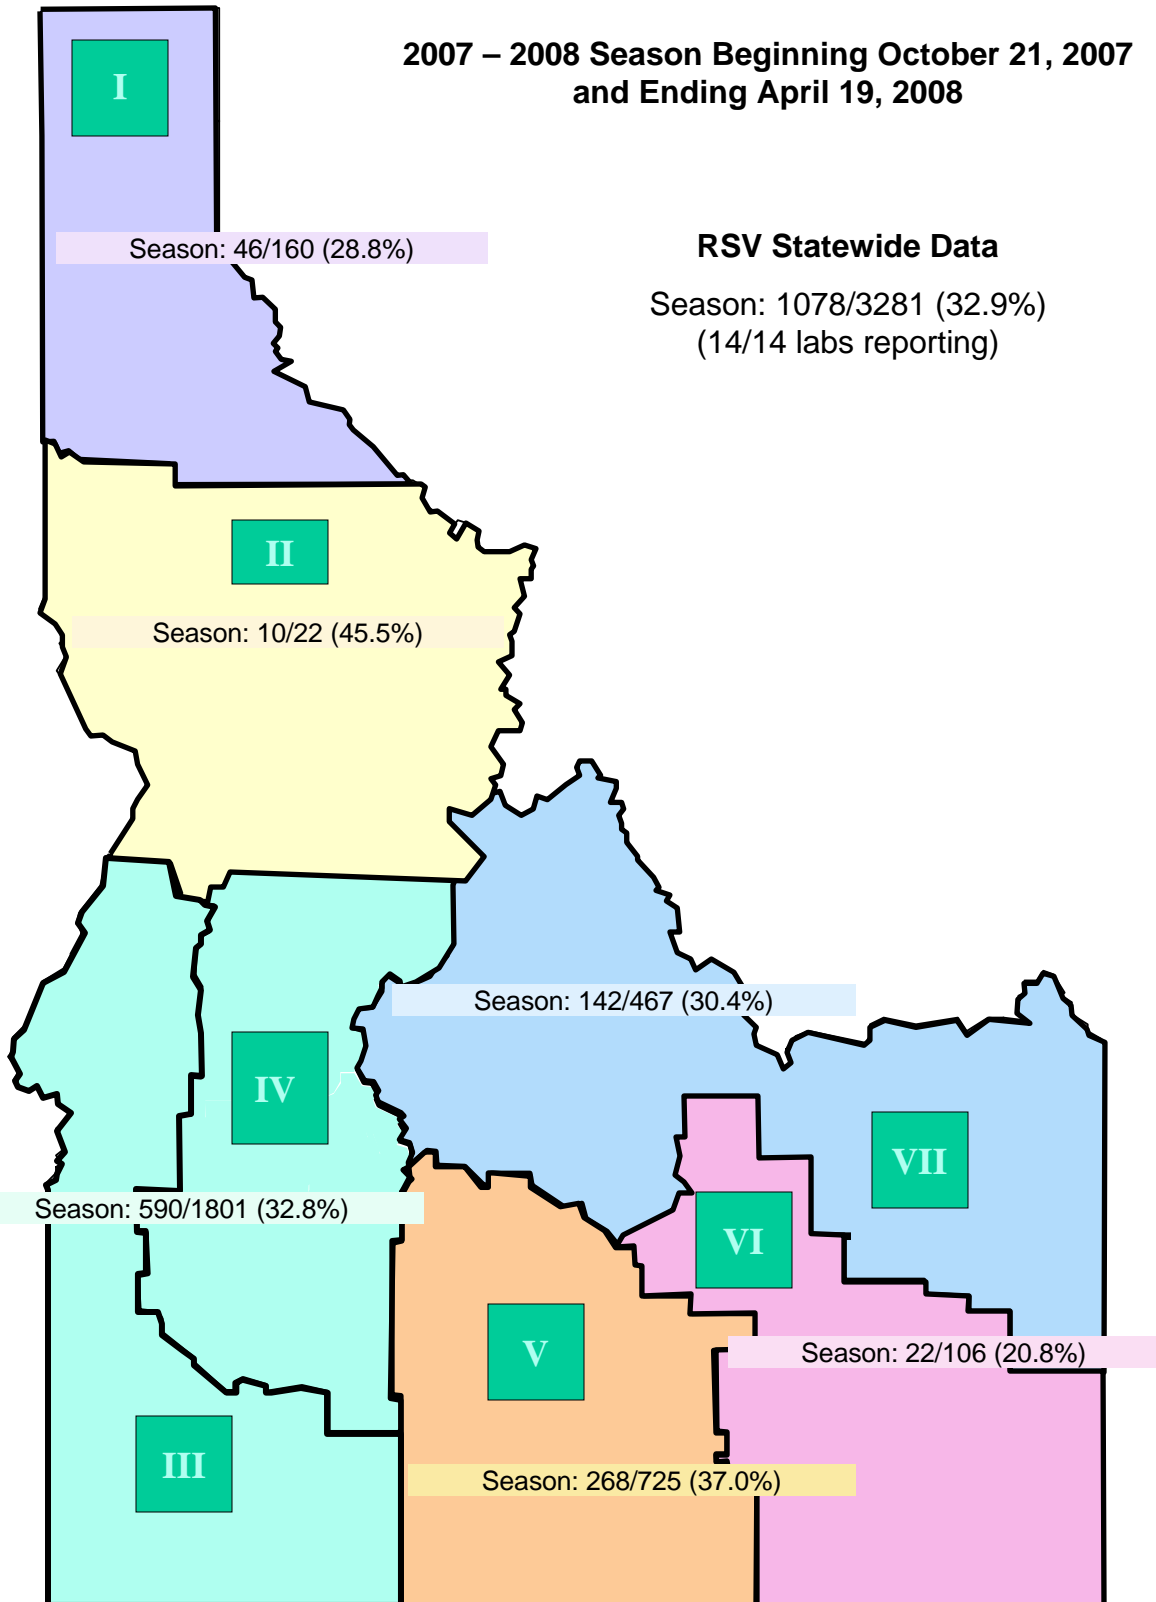 2007 – 2008 Season Beginning October 21, 2007
and Ending April 19, 2008
I
Season: 46/160 (28.8%)
RSV Statewide Data
Season: 1078/3281 (32.9%)
(14/14 labs reporting)
II
Season: 10/22 (45.5%)
Season: 142/467 (30.4%)
IV
VII
Season: 590/1801 (32.8%)
VI
V
Season: 22/106 (20.8%)
III
Season: 268/725 (37.0%)